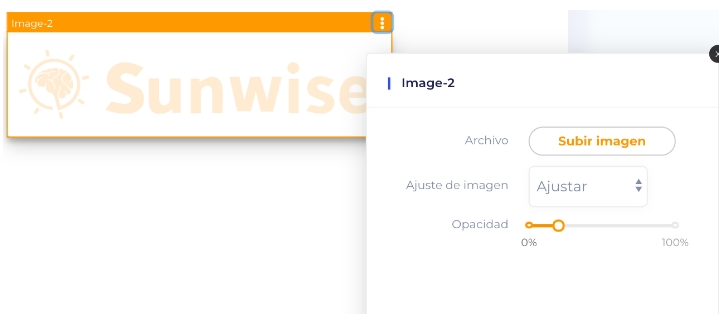 Image-2
Sunwise
Image-2
Archivo
Subir imagen
Ajuste de imagen
Ajustar
Opacidad
0%
100%